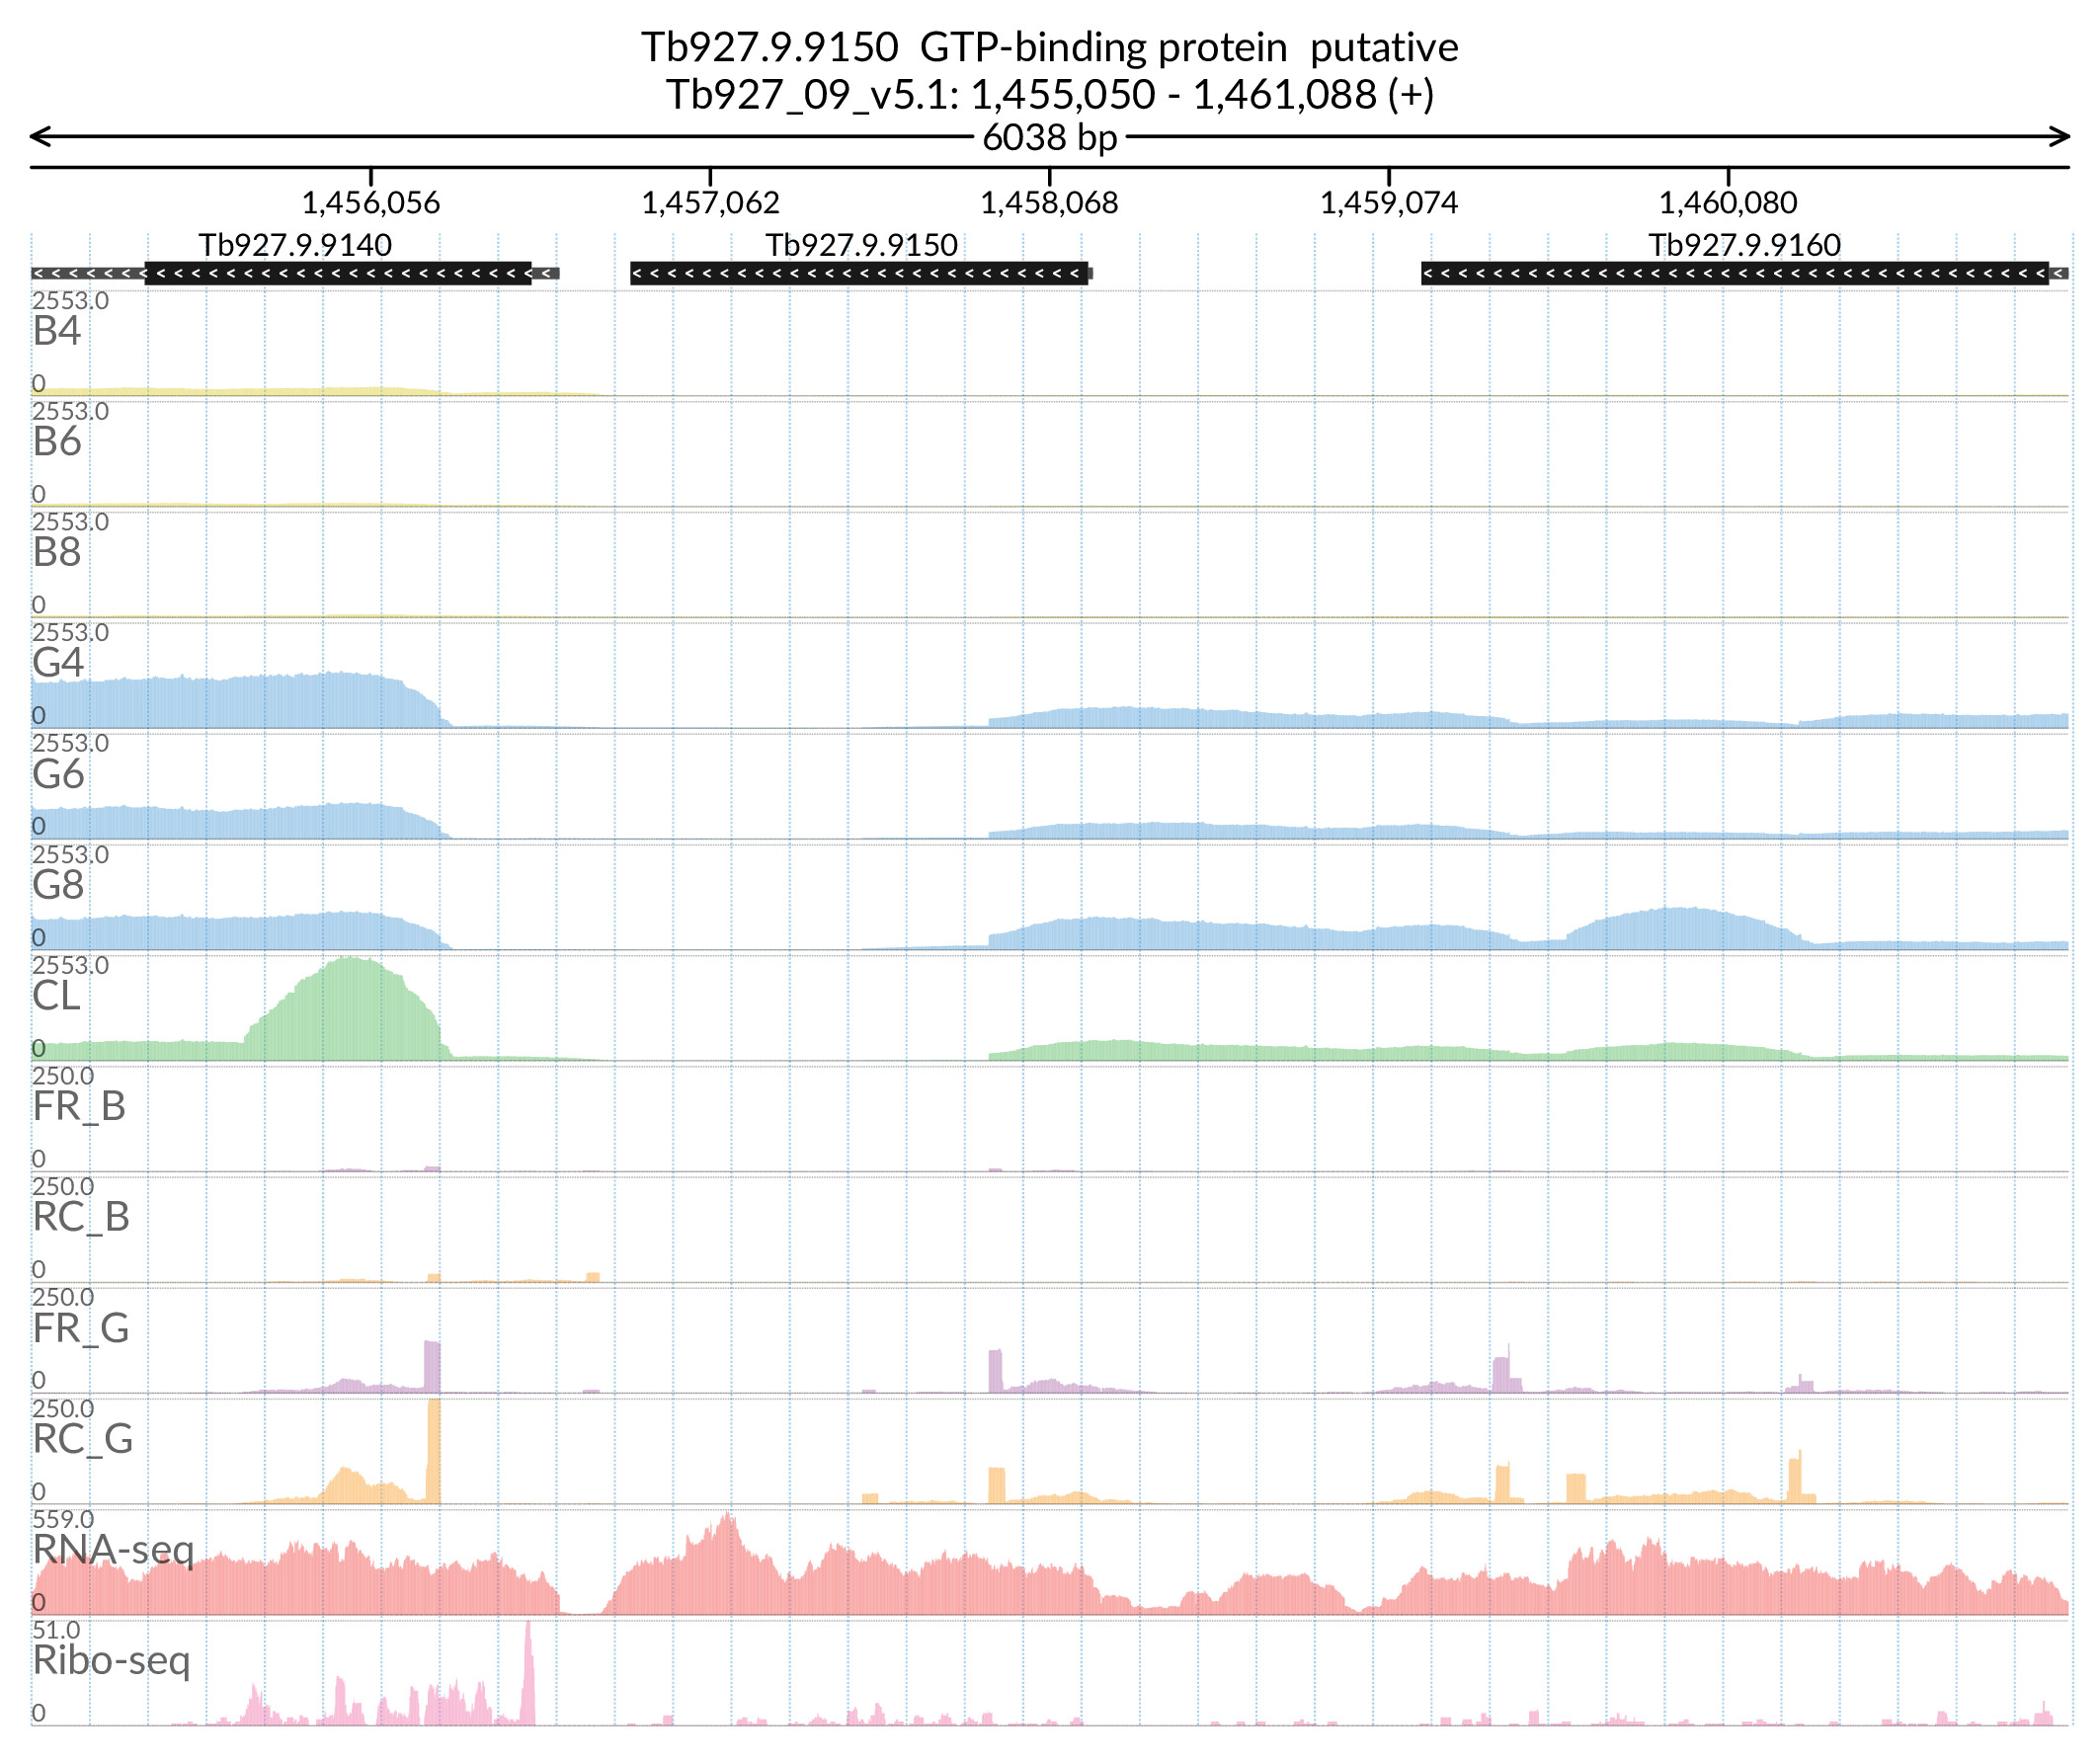 Tb927.9.9150  GTP-binding protein  putative
Tb927_09_v5.1: 1,455,050 - 1,461,088 (+)
6038 bp
1,456,056 1,457,062 1,458,068 1,459,074 1,460,080
Tb927.9.9140 Tb927.9.9150 Tb927.9.9160
2553.0
B4
0
2553.0
B6
0
2553.0
B8
0
2553.0
G4
0
2553.0
G6
0
2553.0
G8
0
2553.0
CL
0
250.0
FR_B
0
250.0
RC_B
0
250.0
FR_G
0
250.0
RC_G
0
559.0
RNA-seq
0
51.0
Ribo-seq
0